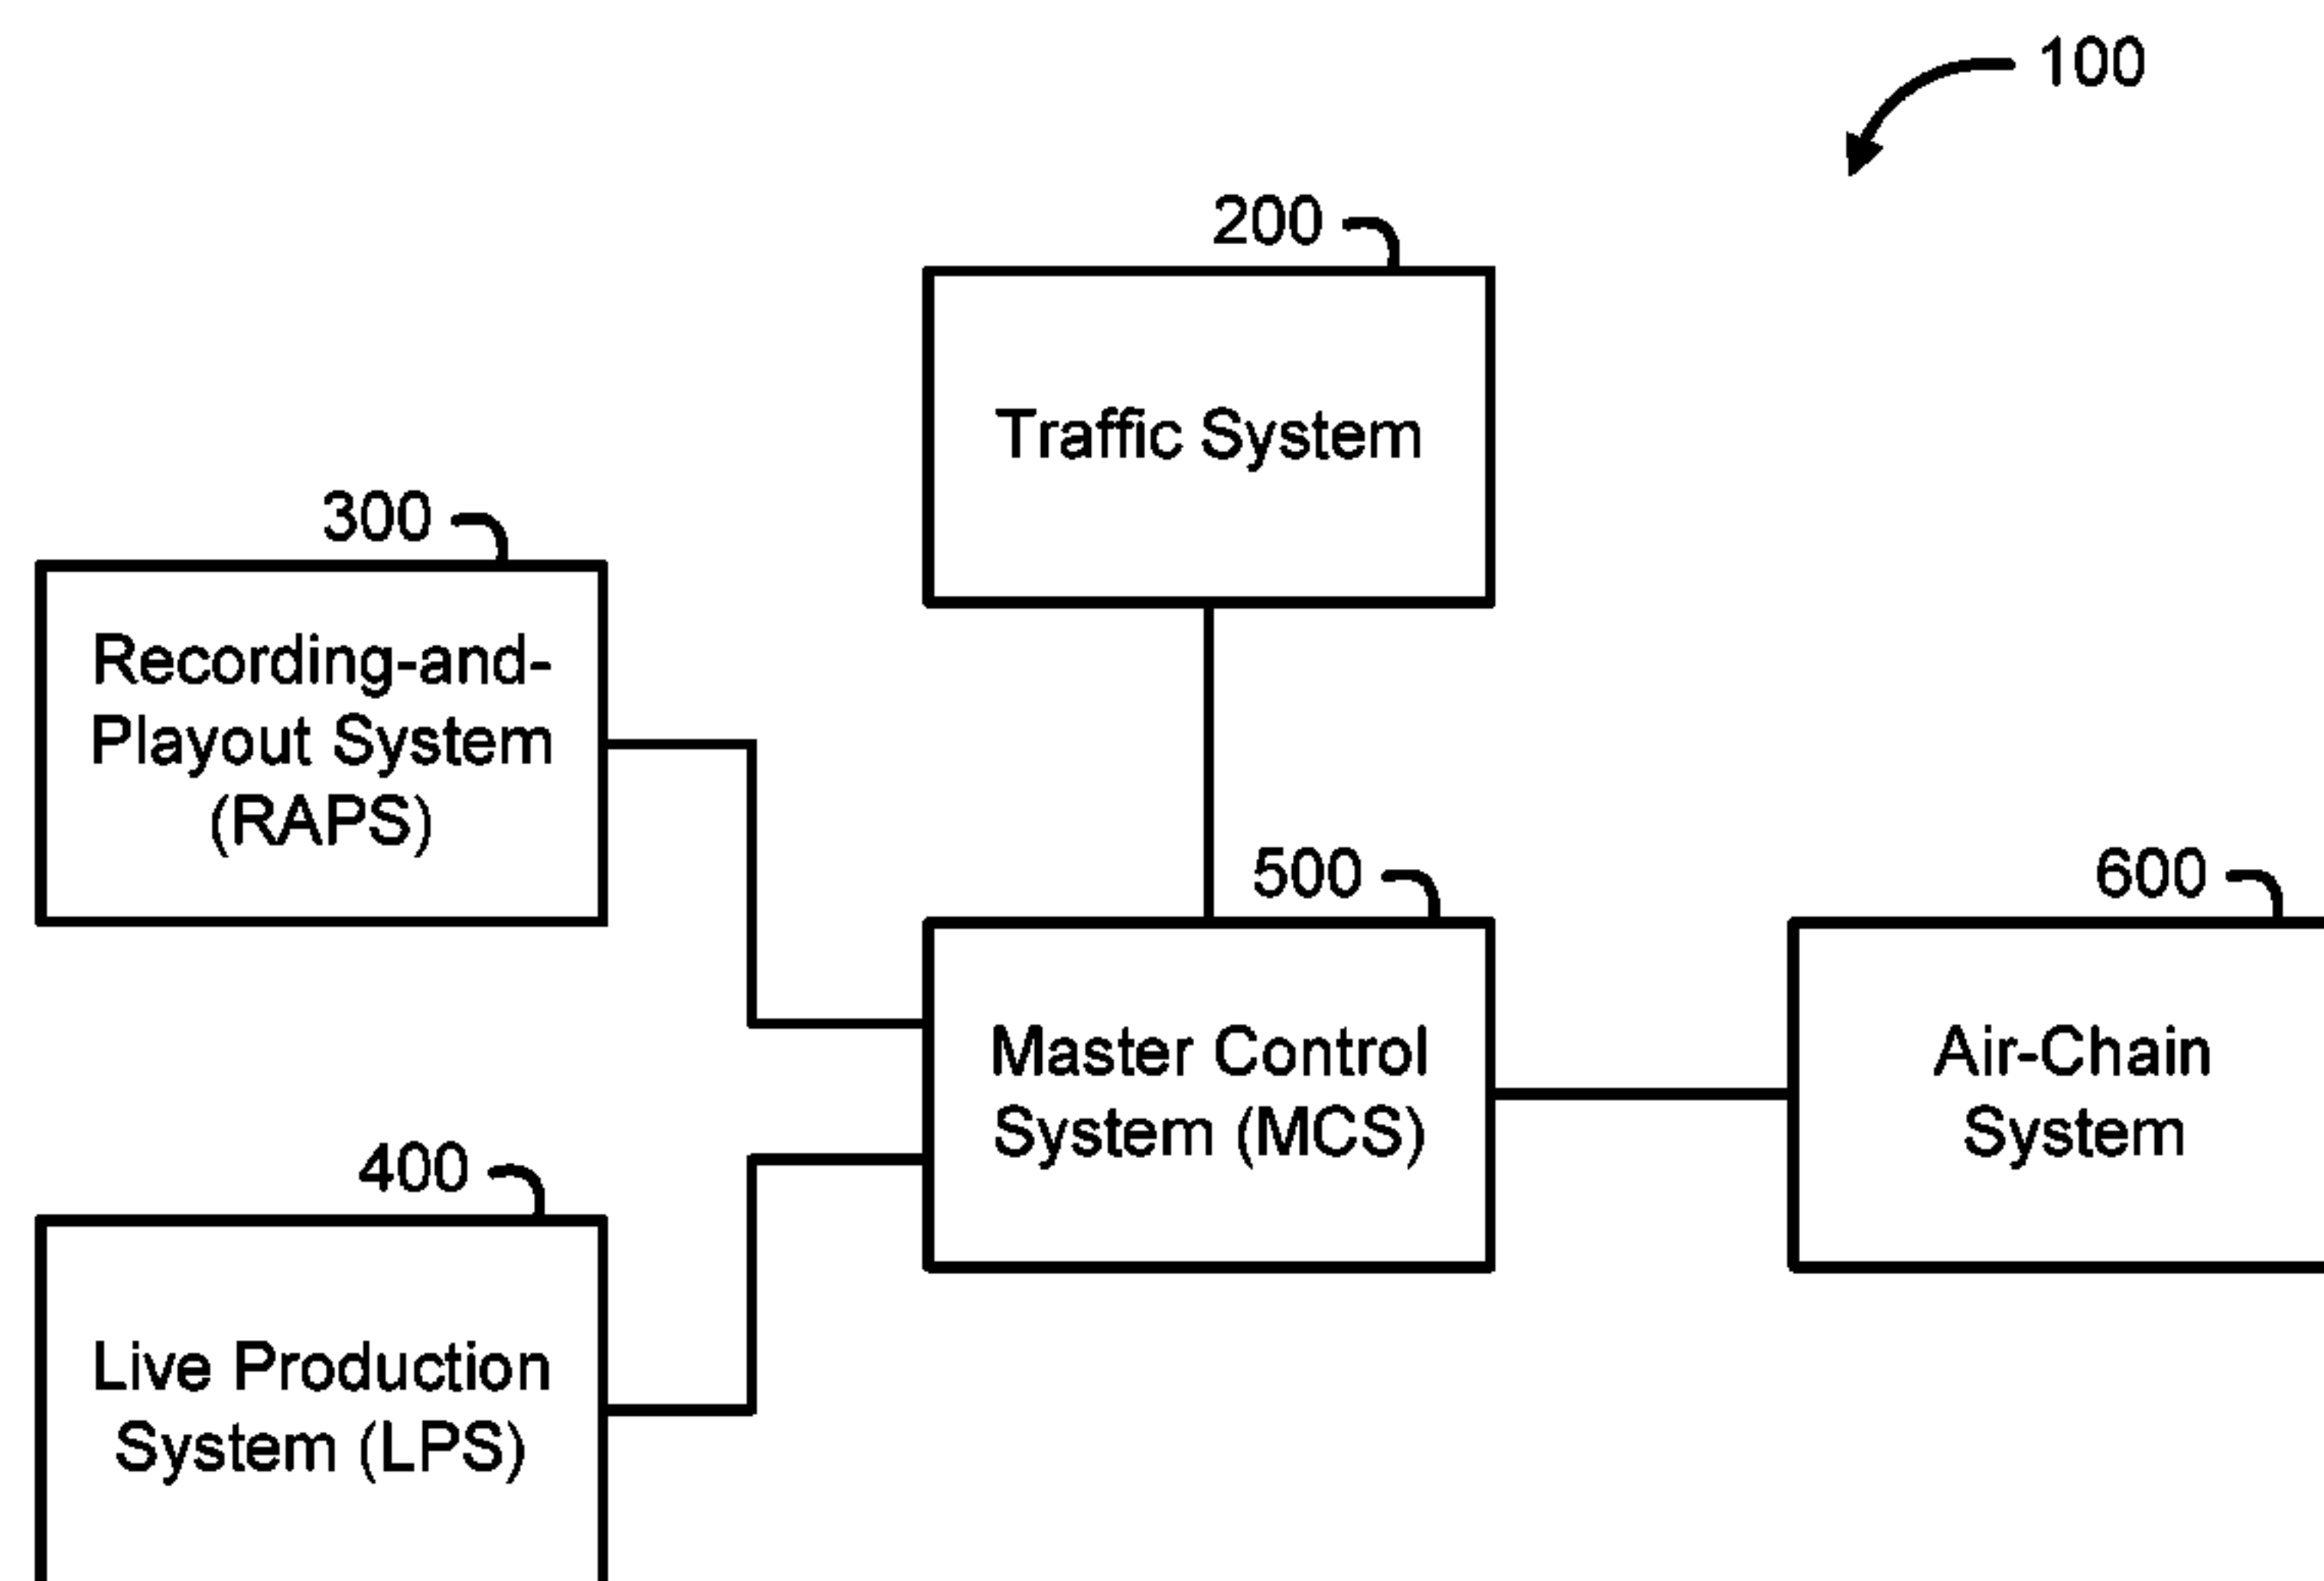 100
200
Traffic System
300
Recording-and-
Playout System
(RAPS)
500
Master Control
System (MCS)
600
Air-Chain
System
400
Live Production
System (LPS)